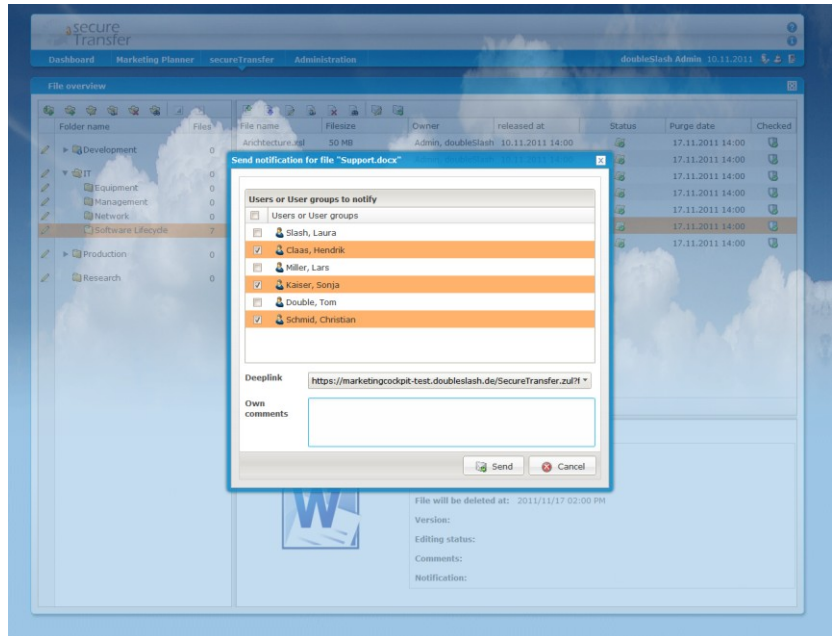 secure
Transfer
Dashboard Marketing Planner secureTransfer Administration doubleSlash Admin 10.11.2011
File overview
Folder name Files File name Filesize Owner released at Status Purge date Checked
Development 0 50 MB Admin, doubleSlash 10.11.2011 14:00 17.11.2011 14:00
Send notification for file "Support.docx"
17.11.2011 14:00
IT 0 17.11.2011 14:00
Equipment 0 17.11.2011 14:00
Users or User groups to notify
Management 0 17.11.2011 14:00
Network 0
Users or User groups
Software Lifecycle 7 17.11.2011 14:00
Slash, Laura
17.11.2011 14:00
Claas, Hendrik
Production 0
Miller, Lars
Research 0
Kaiser, Sonja
Double, Tom
Schmid, Christian
Deeplink https://marketingcockpit-test.doubleslash.de/SecureTransfer.zul?f
Own
comments
Send Cancel
File will be deleted at: 2011/11/17 02:00 PM
Version:
Editing status:
Comments:
Notification: